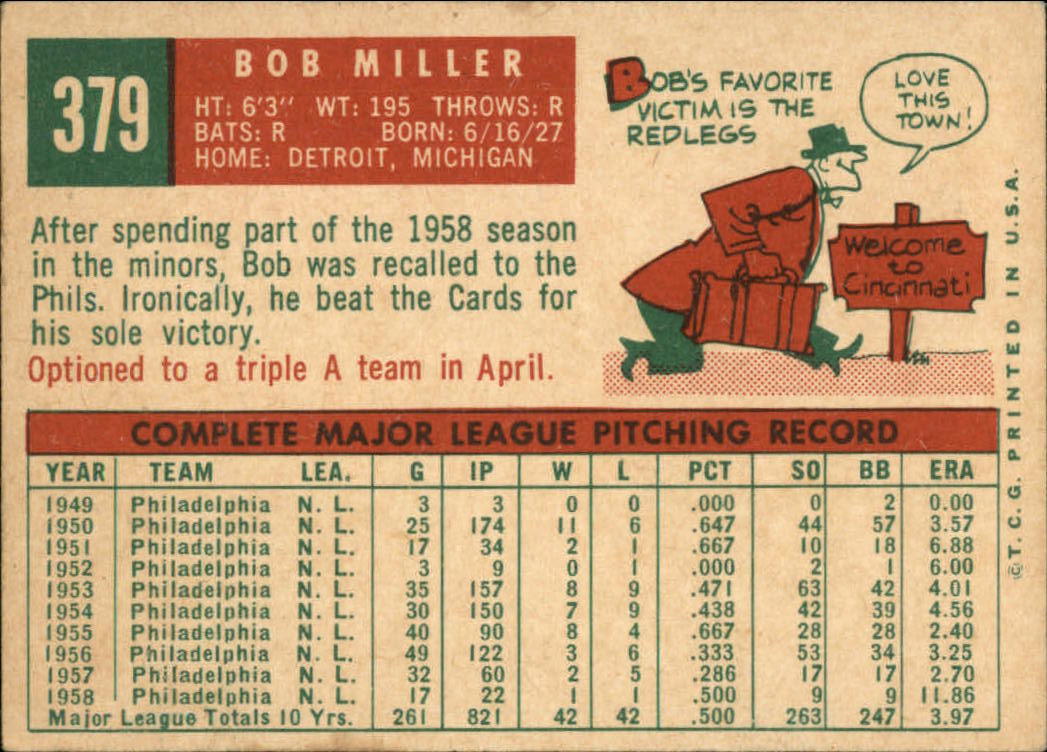 379
BOB MILLER
HT: 6'3" WT: 195 THROWS: R
BATS: R BORN: 6/16/27
HOME: DETROIT, MICHIGAN
After spending part of the 1958 season
in the minors, Bob was recalled to the
Phils. Ironically, he beat the Cards for
his sole victory.
Optioned to a triple A team in April.
BOB'S FAVORITE
VICTIM IS THE
REDLEGS
LOVE
THIS
TOWN!
Welcome
to
Cincinnati
© T. C. G. PRINTED IN U.S.A.
COMPLETE MAJOR LEAGUE PITCHING RECORD
YEAR TEAM LEA. G IP W L PCT SO BB ERA
1949 Philadelphia N. L. 3 3 0 0 .000 0 2 0.00
1950 Philadelphia N. L. 25 174 11 6 .647 44 57 3.57
1951 Philadelphia N. L. 17 34 2 1 .667 10 18 6.88
1952 Philadelphia N. L. 3 9 0 1 .000 2 1 6.00
1953 Philadelphia N. L. 35 157 8 9 .471 63 42 4.01
1954 Philadelphia N. L. 30 150 7 9 .438 42 39 4.56
1955 Philadelphia N. L. 40 90 8 4 .667 28 28 2.40
1956 Philadelphia N. L. 49 122 3 6 .333 53 34 3.25
1957 Philadelphia N. L. 32 60 2 5 .286 17 17 2.70
1958 Philadelphia N. L. 17 22 1 1 .500 9 9 11.86
Major League Totals 10 Yrs. 261 821 42 42 .500 263 247 3.97